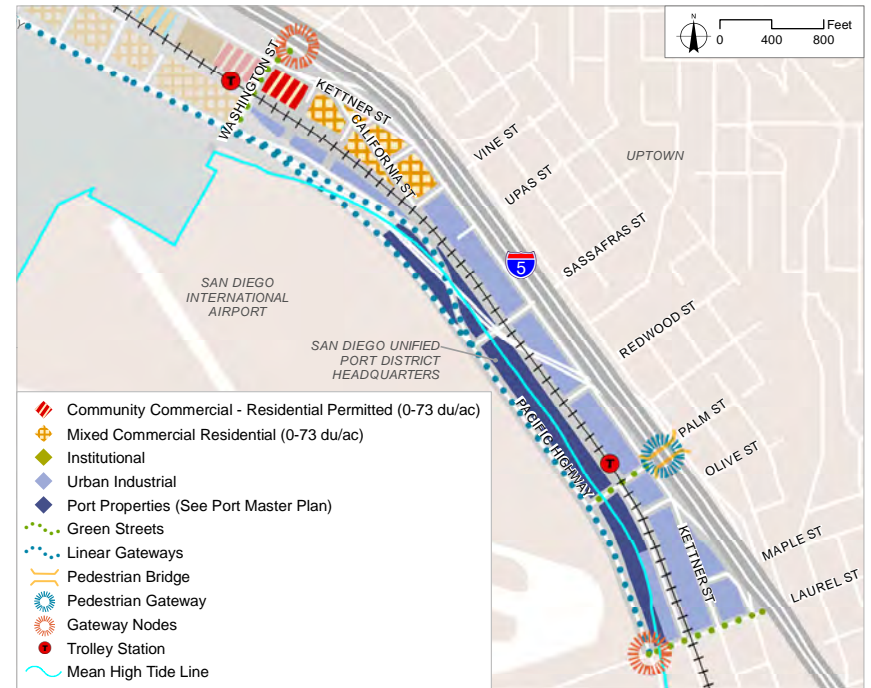 N
Feet
0 400 800
WASHINGTON ST
T
KETTNER ST
CALIFORNIA ST
VINE ST
UPTOWN
UPAS ST
SASSAFRAS ST
5
SAN DIEGO
INTERNATIONAL
AIRPORT
REDWOOD ST
SAN DIEGO UNIFIED
PORT DISTRICT
HEADQUARTERS
PACIFIC HIGHWAY
PALM ST
T
OLIVE ST
KETTNER ST
MAPLE ST
LAUREL ST
Community Commercial - Residential Permitted (0-73 du/ac)
Mixed Commercial Residential (0-73 du/ac)
Institutional
Urban Industrial
Port Properties (See Port Master Plan)
Green Streets
Linear Gateways
Pedestrian Bridge
Pedestrian Gateway
Gateway Nodes
T Trolley Station
Mean High Tide Line